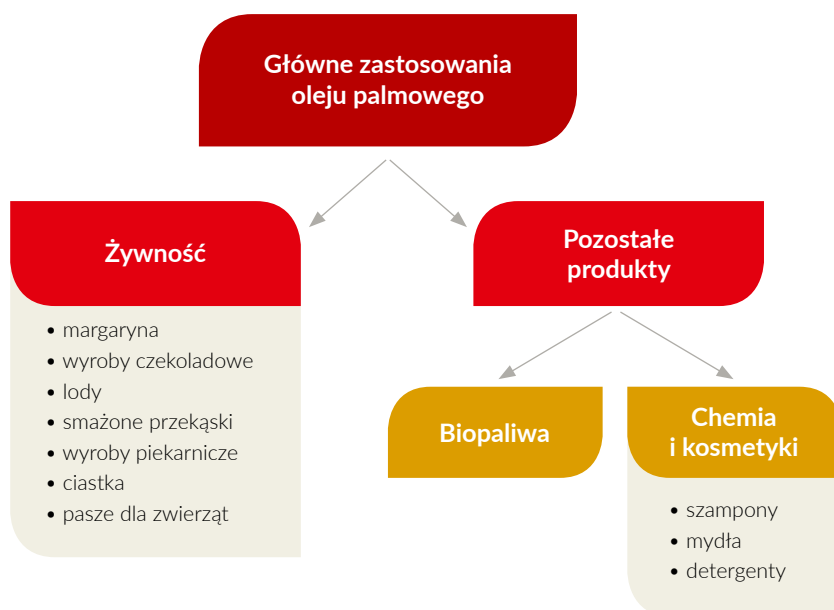 Główne zastosowania
oleju palmowego
Żywność
• margaryna
• wyroby czekoladowe
• lody
• smażone przekąski
• wyroby piekarnicze
• ciastka
• pasze dla zwierząt
Pozostałe
produkty
Biopaliwa
Chemia
i kosmetyki
• szampony
• mydła
• detergenty